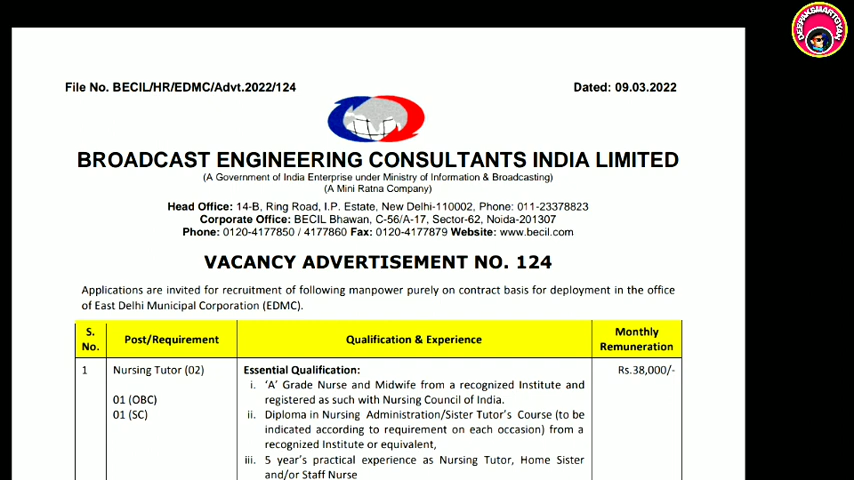 DEEPAKSMARTGYAN
File No. BECIL/HR/EDMC/Advt.2022/124 Dated: 09.03.2022
BROADCAST ENGINEERING CONSULTANTS INDIA LIMITED
(A Government of India Enterprise under Ministry of Information & Broadcasting)
(A Mini Ratna Company)
Head Office: 14-B, Ring Road, I.P. Estate, New Delhi-110002, Phone: 011-23378823
Corporate Office: BECIL Bhawan, C-56/A-17, Sector-62, Noida-201307
Phone: 0120-4177850 / 4177860 Fax: 0120-4177879 Website: www.becil.com
VACANCY ADVERTISEMENT NO. 124
Applications are invited for recruitment of following manpower purely on contract basis for deployment in the office
of East Delhi Municipal Corporation (EDMC).
S. No. Post/Requirement Qualification & Experience Monthly Remuneration
1 Nursing Tutor (02) Essential Qualification: Rs.38,000/-
i. ‘A’ Grade Nurse and Midwife from a recognized Institute and
01 (OBC) registered as such with Nursing Council of India.
01 (SC) ii. Diploma in Nursing Administration/Sister Tutor’s Course (to be
indicated according to requirement on each occasion) from a
recognized Institute or equivalent,
iii. 5 year’s practical experience as Nursing Tutor, Home Sister
and/or Staff Nurse